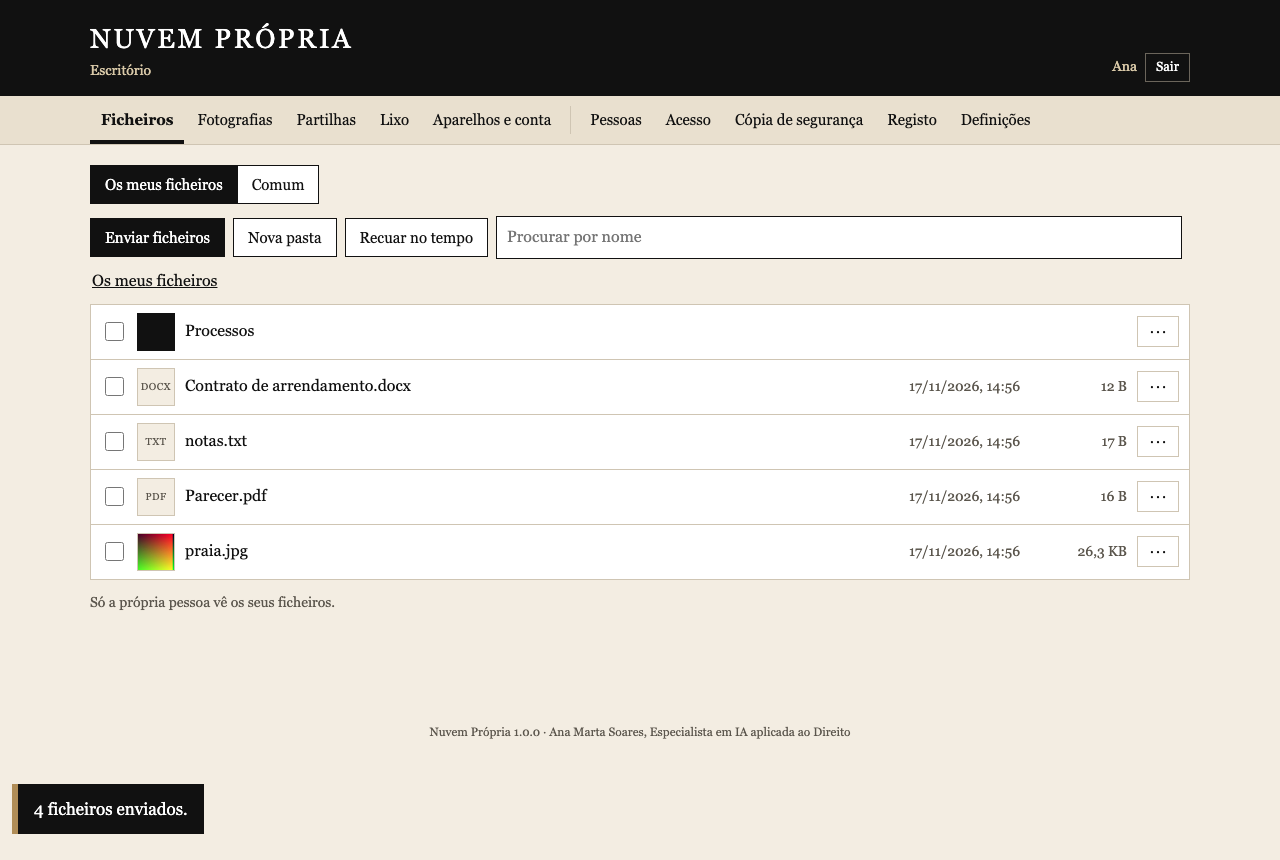 NUVEM PRÓPRIA
Escritório
Ana Sair
Ficheiros Fotografias Partilhas Lixo Aparelhos e conta Pessoas Acesso Cópia de segurança Registo Definições
Os meus ficheiros Comum
Enviar ficheiros Nova pasta Recuar no tempo Procurar por nome
Os meus ficheiros
Processos ...
DOCX Contrato de arrendamento.docx 17/11/2026, 14:56 12 B ...
TXT notas.txt 17/11/2026, 14:56 17 B ...
PDF Parecer.pdf 17/11/2026, 14:56 16 B ...
praia.jpg 17/11/2026, 14:56 26,3 KB ...
Só a própria pessoa vê os seus ficheiros.
Nuvem Própria 1.0.0 · Ana Marta Soares, Especialista em IA aplicada ao Direito
4 ficheiros enviados.